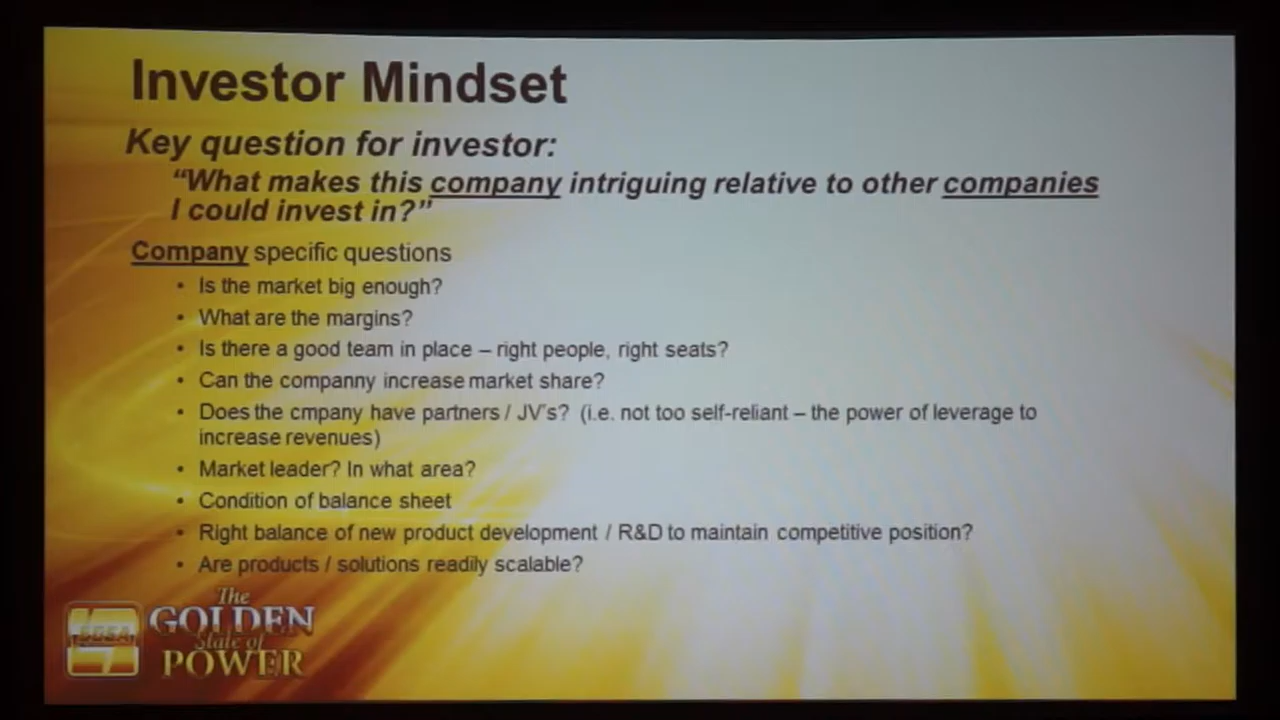 Investor Mindset
Key question for investor:
“What makes this company intriguing relative to other companies
I could invest in?”
Company specific questions
• Is the market big enough?
• What are the margins?
• Is there a good team in place – right people, right seats?
• Can the companny increase market share?
• Does the cmpany have partners / JV’s? (i.e. not too self-reliant – the power of leverage to
increase revenues)
• Market leader? In what area?
• Condition of balance sheet
• Right balance of new product development / R&D to maintain competitive position?
• Are products / solutions readily scalable?
The
GOLDEN
State of
POWER